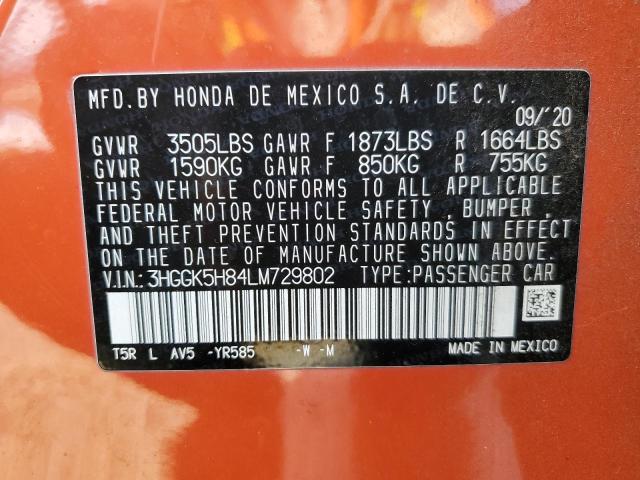 MFD.BY HONDA DE MEXICO S.A. DE C.V.
09/'20
GVWR 3505LBS GAWR F 1873LBS R 1664LBS
GVWR 1590KG GAWR F 850KG R 755KG
THIS VEHICLE CONFORMS TO ALL APPLICABLE
FEDERAL MOTOR VEHICLE SAFETY , BUMPER ,
AND THEFT PREVENTION STANDARDS IN EFFECT
ON THE DATE OF MANUFACTURE SHOWN ABOVE.
V.I.N.:3HGGK5H84LM729802 TYPE:PASSENGER CAR
T5R L AV5 -YR585 -W -M
MADE IN MEXICO